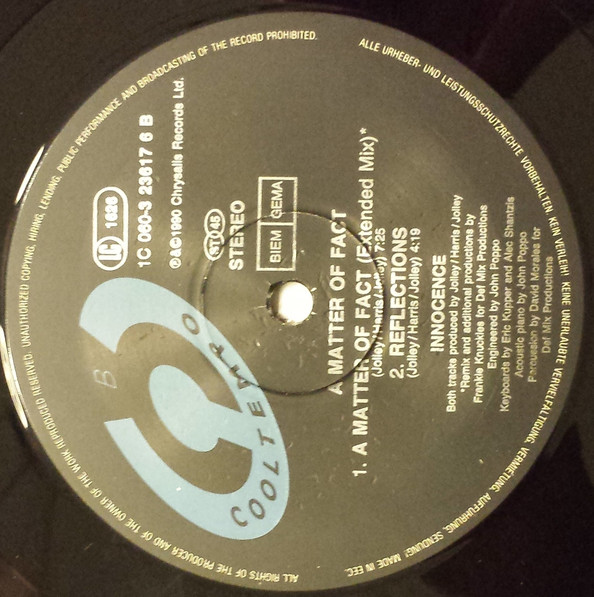 ALL RIGHTS OF THE PRODUCER AND OF THE OWNER OF THE WORK REPRODUCED RESERVED. UNAUTHORIZED COPYING, HIRING, LENDING, PUBLIC PERFORMANCE AND BROADCASTING OF THE RECORD PROHIBITED.
ALLE URHEBER- UND LEISTUNGSSCHUTZRECHTE VORBEHALTEN. KEIN VERLEIH! KEINE UNERLAUBTE VERVIELFÄLTIGUNG, VERMIETUNG, AUFFÜHRUNG, SENDUNG! MADE IN EEC.
B
COOLTEMPO
LC 1626
1C 060-3 23617 6 B
℗&©1990 Chrysalis Records Ltd.
ST 45
STEREO
BIEM GEMA
A MATTER OF FACT
1. A MATTER OF FACT (Extended Mix)*
(Jolley/Harris/Jolley) 7:25
2. REFLECTIONS
(Jolley/Harris/Jolley) 4:19
INNOCENCE
Both tracks produced by Jolley/Harris/Jolley
*Remix and additional productions by
Frankie Knuckles for Def Mix Productions
Engineered by John Poppo
Keyboards by Eric Kupper and Alec Shantzis
Acoustic piano by John Poppo
Percussion by David Morales for
Def Mix Productions